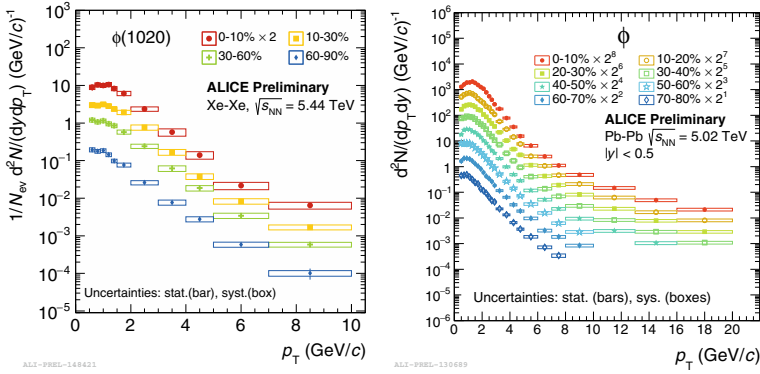 1/N_ev d²N/(dydp_T) (GeV/c)⁻¹
10³
10²
10
1
10⁻¹
10⁻²
10⁻³
10⁻⁴
10⁻⁵
ϕ(1020)
0-10% × 2
10-30%
30-60%
60-90%
ALICE Preliminary
Xe-Xe, √s_NN = 5.44 TeV
Uncertainties: stat.(bar), syst.(box)
0 2 4 6 8 10
p_T (GeV/c)
ALI-PREL-148421
d²N/(dp_Tdy) (GeV/c)⁻¹
10⁵
10⁴
10³
10²
10
1
10⁻¹
10⁻²
10⁻³
10⁻⁴
10⁻⁵
10⁻⁶
ϕ
0-10% × 2⁸
10-20% × 2⁷
20-30% × 2⁶
30-40% × 2⁵
40-50% × 2⁴
50-60% × 2³
60-70% × 2²
70-80% × 2¹
ALICE Preliminary
Pb-Pb √s_NN = 5.02 TeV
|y| < 0.5
Uncertainties: stat. (bars), sys. (boxes)
0 2 4 6 8 10 12 14 16 18 20
p_T (GeV/c)
ALI-PREL-130689